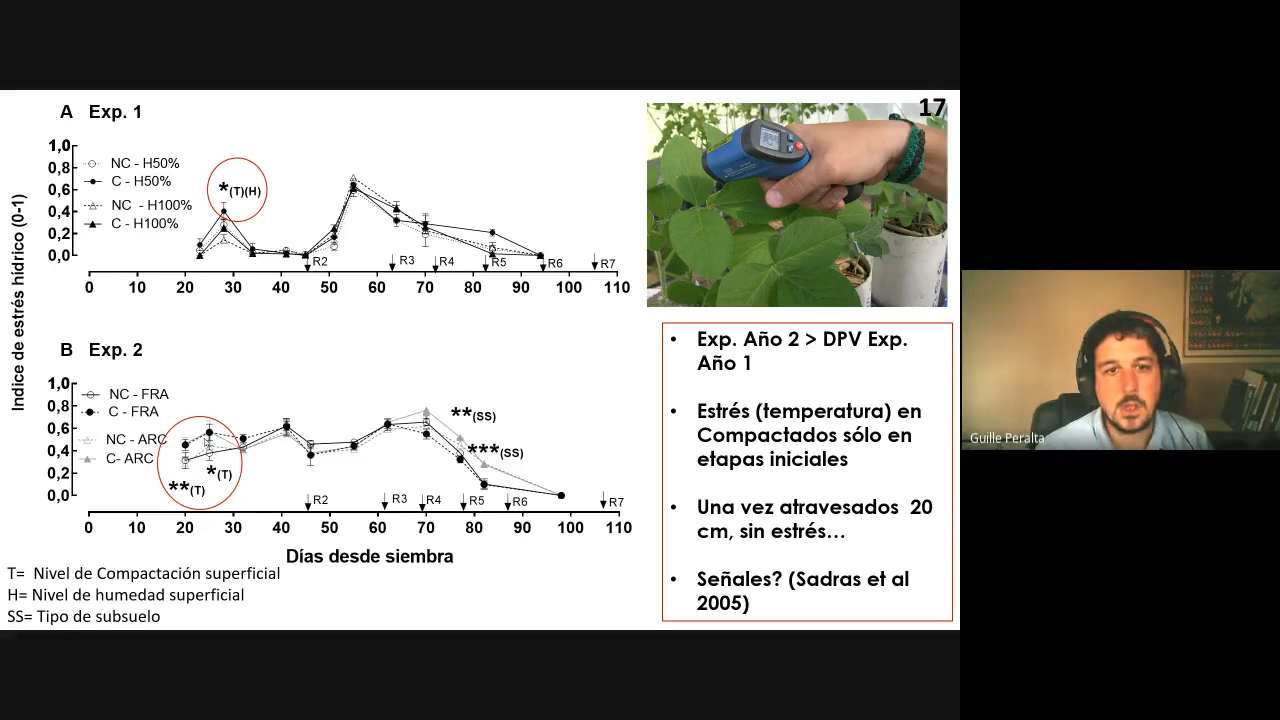 A Exp. 1
17
Indice de estrés hídrico (0-1)
1,0
0,8
0,6
0,4
0,2
0,0
NC - H50%
C - H50%
NC - H100%
C - H100%
*(T)(H)
R2
R3
R4
R5
R6
R7
0 10 20 30 40 50 60 70 80 90 100 110
B Exp. 2
1,0
0,8
0,6
0,4
0,2
0,0
NC - FRA
C - FRA
NC - ARC
C- ARC
**(T)
*(T)
**(SS)
***(SS)
R2
R3
R4
R5
R6
R7
0 10 20 30 40 50 60 70 80 90 100 110
Días desde siembra
T= Nivel de Compactación superficial
H= Nivel de humedad superficial
SS= Tipo de subsuelo
• Exp. Año 2 > DPV Exp.
Año 1
• Estrés (temperatura) en
Compactados sólo en
etapas iniciales
• Una vez atravesados 20
cm, sin estrés…
• Señales? (Sadras et al
2005)
Guille Peralta